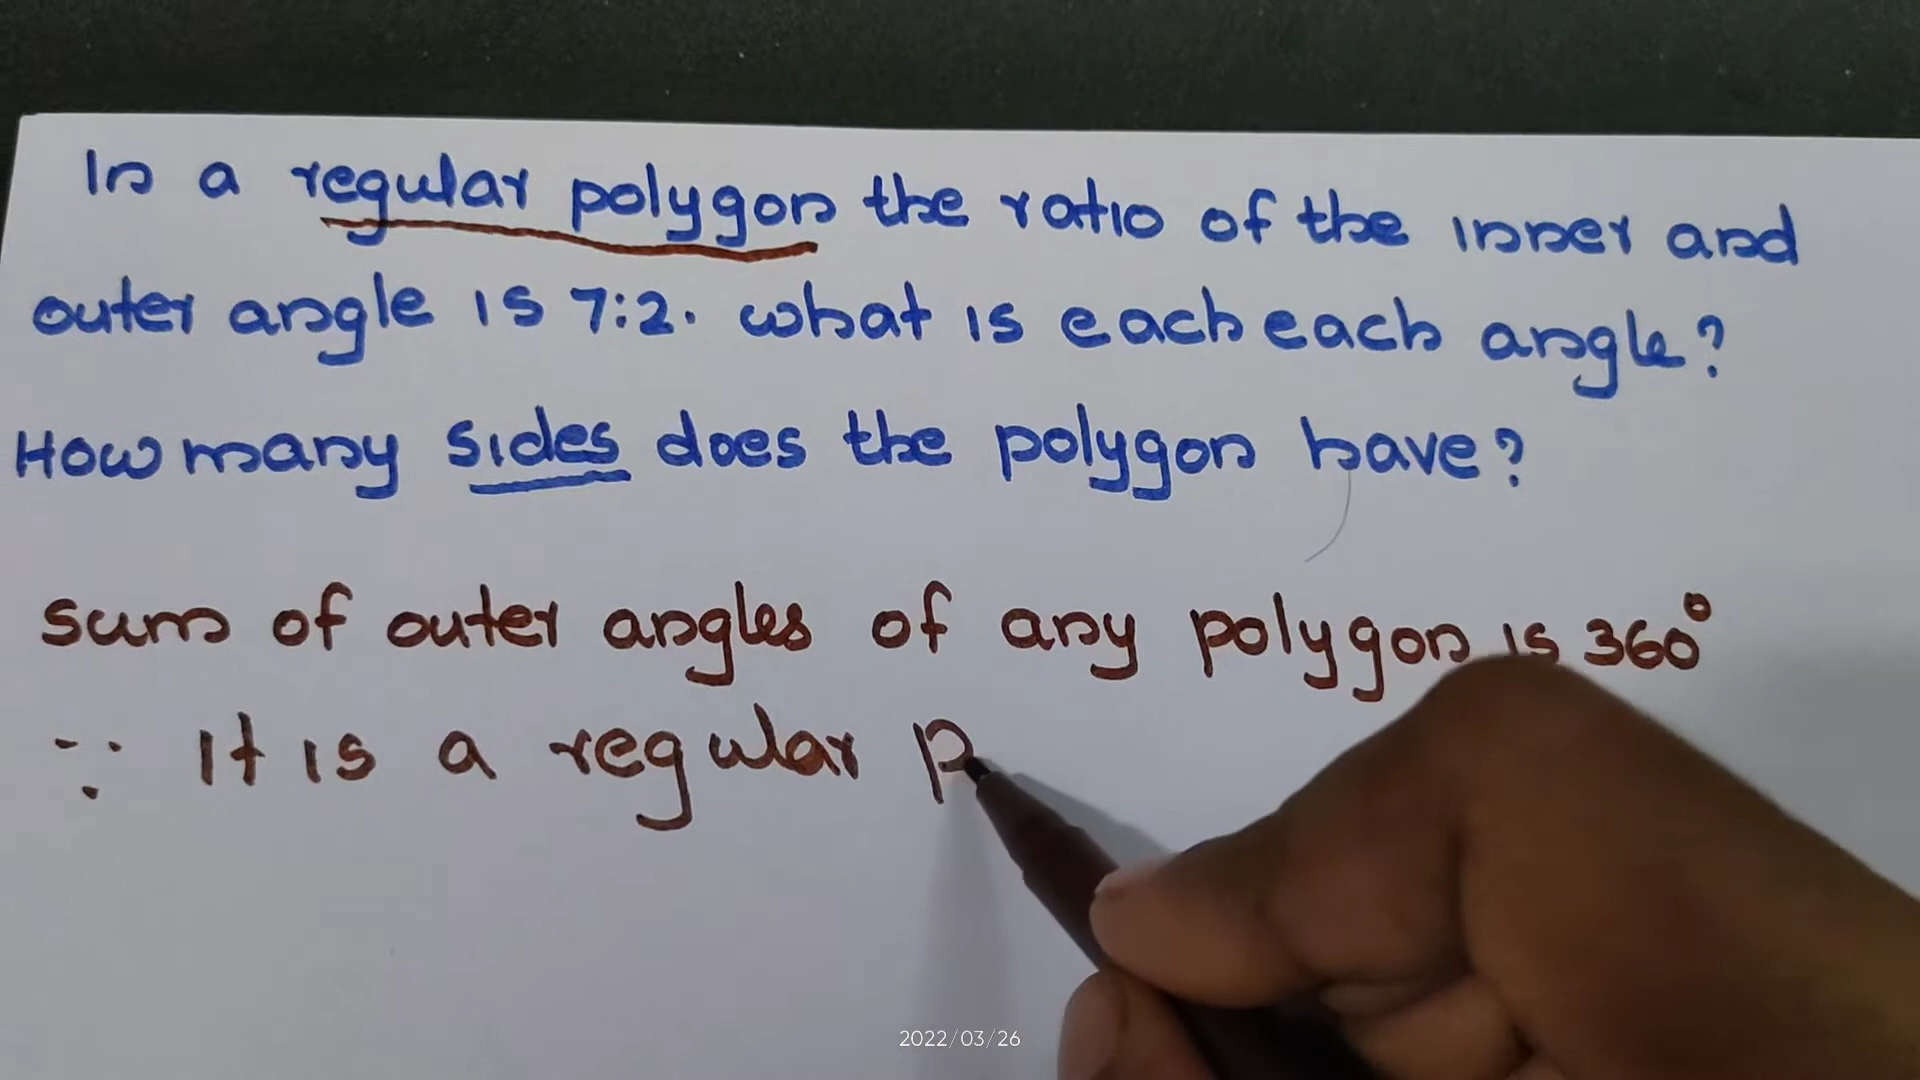 In a regular polygon the ratio of the inner and
outer angle is 7:2. what is each each angle?
How many sides does the polygon have?
sum of outer angles of any polygon is 360°
∵ It is a regular p
2022/03/26